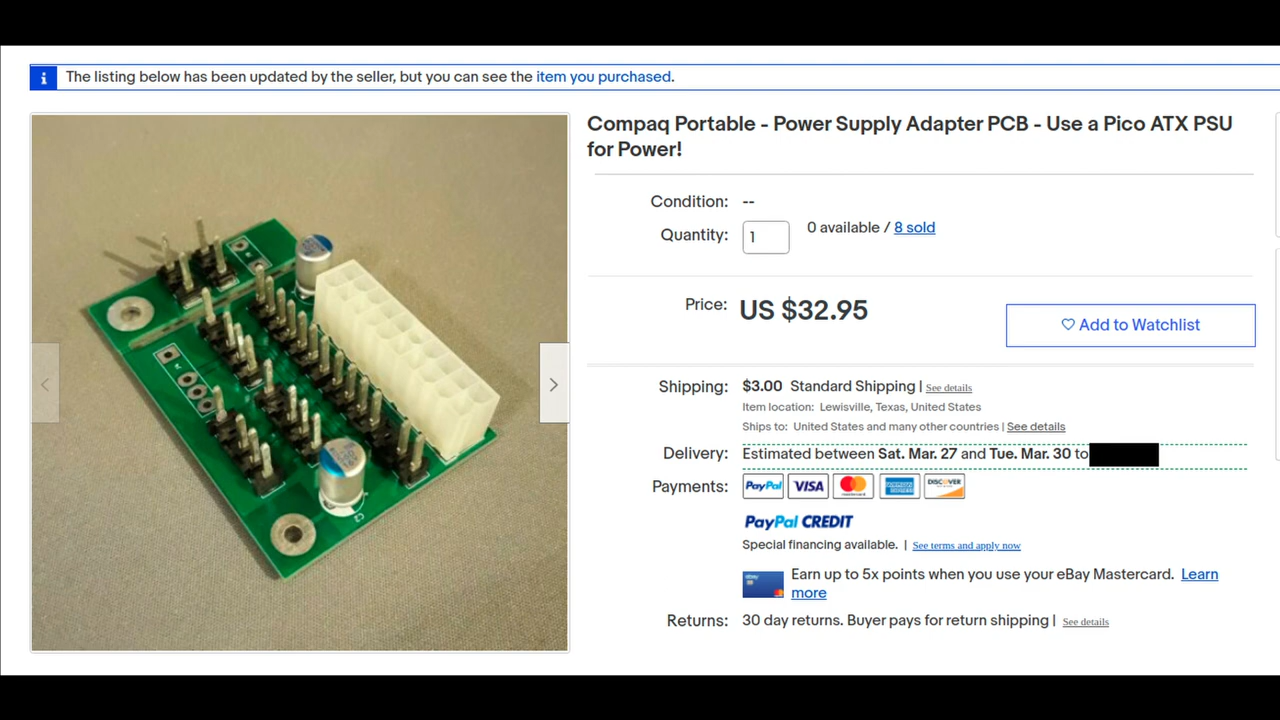 The listing below has been updated by the seller, but you can see the item you purchased.
Compaq Portable - Power Supply Adapter PCB - Use a Pico ATX PSU
for Power!
Condition: --
Quantity: 1 0 available / 8 sold
Price: US $32.95
Add to Watchlist
Shipping: $3.00 Standard Shipping | See details
Item location: Lewisville, Texas, United States
Ships to: United States and many other countries | See details
Delivery: Estimated between Sat. Mar. 27 and Tue. Mar. 30 to
Payments: PayPal VISA mastercard AMERICAN EXPRESS DISCOVER
PayPal CREDIT
Special financing available. | See terms and apply now
Earn up to 5x points when you use your eBay Mastercard. Learn
more
Returns: 30 day returns. Buyer pays for return shipping | See details